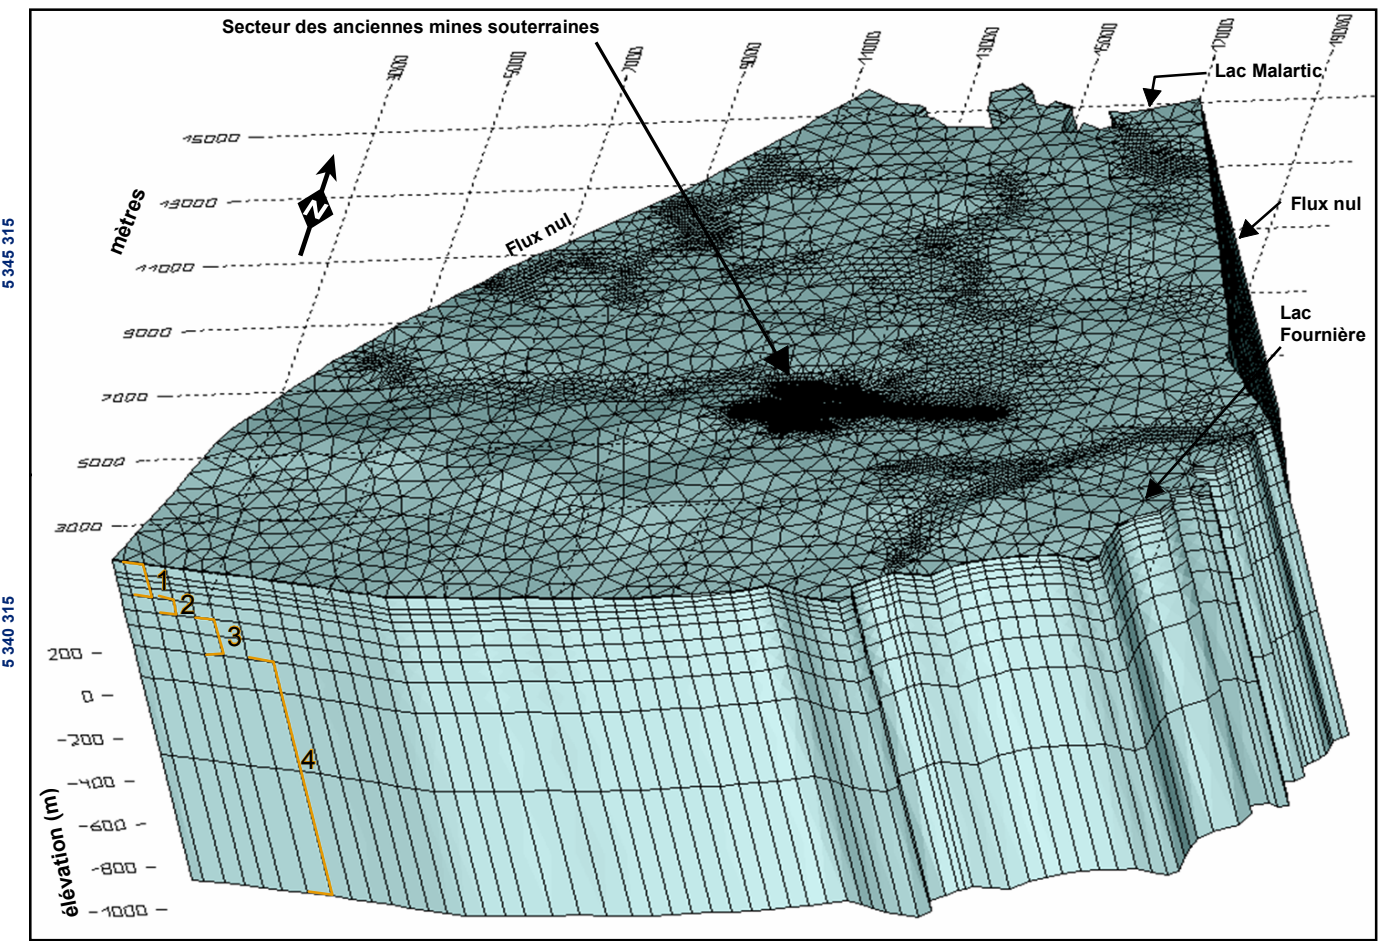 Secteur des anciennes mines souterraines
3000
5000
7000
9000
11000
13000
15000
17000
19000
Lac Malartic
15000
13000
11000
9000
7000
5000
3000
mètres
N
Flux nul
Flux nul
Lac
Fournière
5 345 315
5 340 315
1
2
3
4
200
0
-200
-400
-600
-800
-1000
élévation (m)